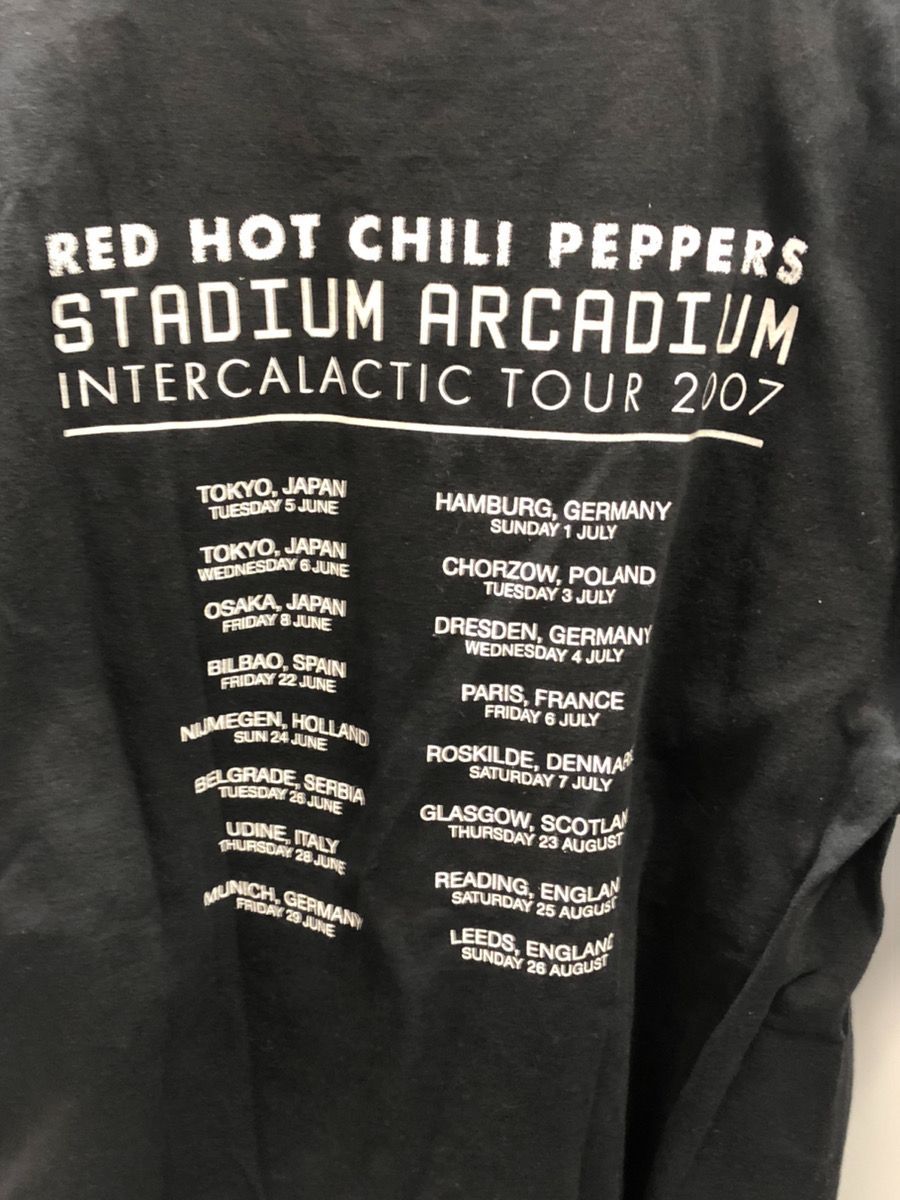 RED HOT CHILI PEPPERS
STADIUM ARCADIUM
INTERCALACTIC TOUR 2007
TOKYO, JAPAN
TUESDAY 5 JUNE
TOKYO, JAPAN
WEDNESDAY 6 JUNE
OSAKA, JAPAN
FRIDAY 8 JUNE
BILBAO, SPAIN
FRIDAY 22 JUNE
NIJMEGEN, HOLLAND
SUN 24 JUNE
BELGRADE, SERBIA
TUESDAY 26 JUNE
UDINE, ITALY
THURSDAY 28 JUNE
MUNICH, GERMANY
FRIDAY 29 JUNE
HAMBURG, GERMANY
SUNDAY 1 JULY
CHORZOW, POLAND
TUESDAY 3 JULY
DRESDEN, GERMANY
WEDNESDAY 4 JULY
PARIS, FRANCE
FRIDAY 6 JULY
ROSKILDE, DENMAR
SATURDAY 7 JULY
GLASGOW, SCOTLAN
THURSDAY 23 AUGUST
READING, ENGLAN
SATURDAY 25 AUGUST
LEEDS, ENGLAND
SUNDAY 26 AUGUST